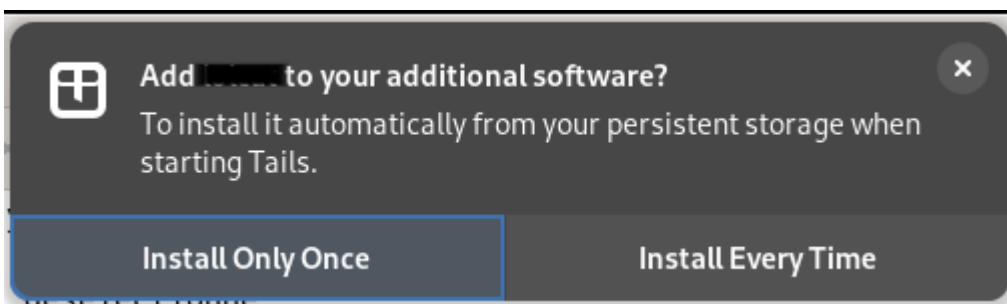 Add to your additional software?
To install it automatically from your persistent storage when
starting Tails.
Install Only Once
Install Every Time